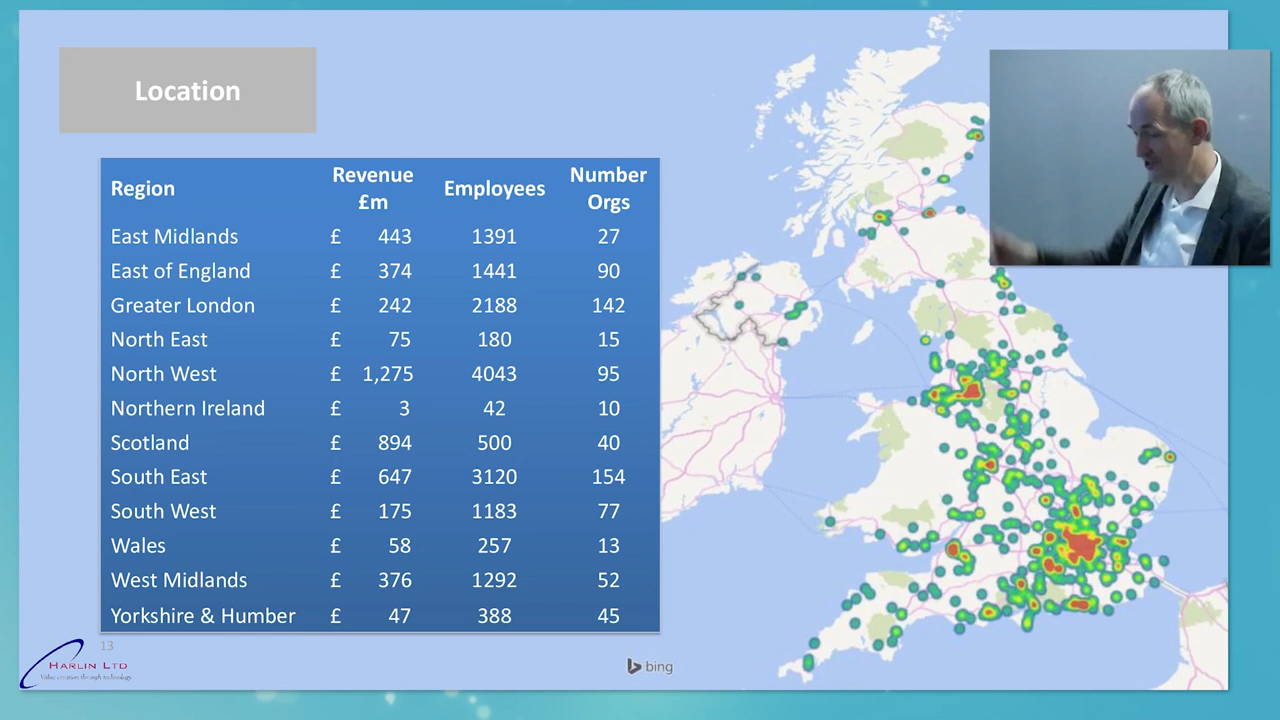 Location
Region Revenue £m Employees Number Orgs
East Midlands £ 443 1391 27
East of England £ 374 1441 90
Greater London £ 242 2188 142
North East £ 75 180 15
North West £ 1,275 4043 95
Northern Ireland £ 3 42 10
Scotland £ 894 500 40
South East £ 647 3120 154
South West £ 175 1183 77
Wales £ 58 257 13
West Midlands £ 376 1292 52
Yorkshire & Humber £ 47 388 45
13
HARLIN LTD
Value creation through technology
bing